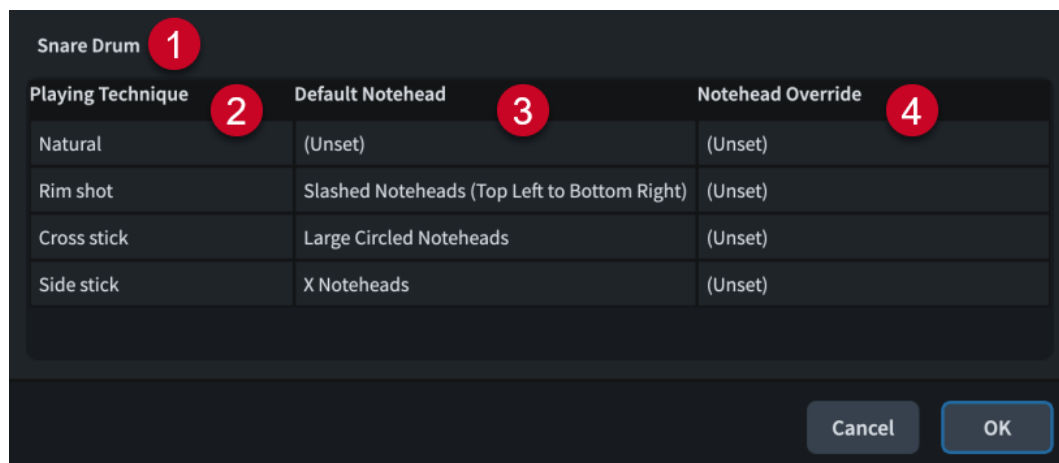 Snare Drum 1
Playing Technique 2 Default Notehead 3 Notehead Override 4
Natural (Unset) (Unset)
Rim shot Slashed Noteheads (Top Left to Bottom Right) (Unset)
Cross stick Large Circled Noteheads (Unset)
Side stick X Noteheads (Unset)
Cancel OK